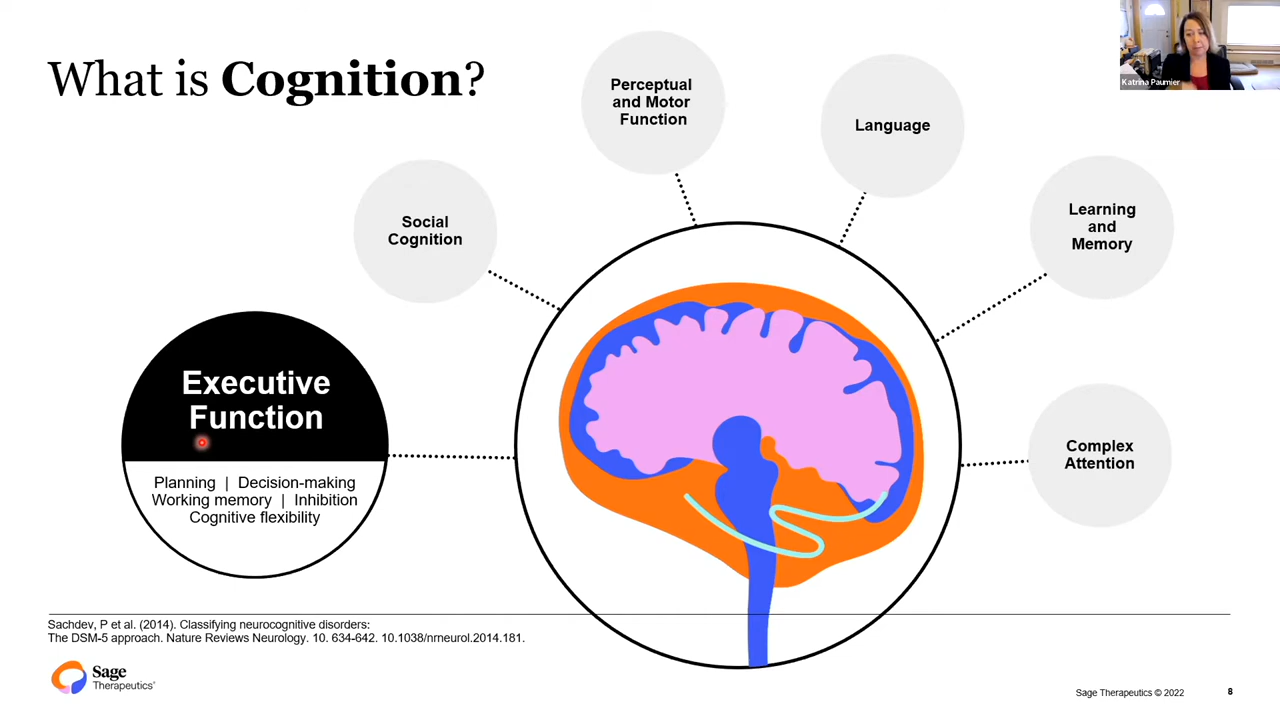 What is Cognition?
Katrina Paumier
Perceptual
and Motor
Function
Language
Learning
and
Memory
Social
Cognition
Executive
Function
Planning | Decision-making
Working memory | Inhibition
Cognitive flexibility
Complex
Attention
Sachdev, P et al. (2014). Classifying neurocognitive disorders:
The DSM-5 approach. Nature Reviews Neurology. 10. 634-642. 10.1038/nrneurol.2014.181.
Sage
Therapeutics®
Sage Therapeutics © 2022
8